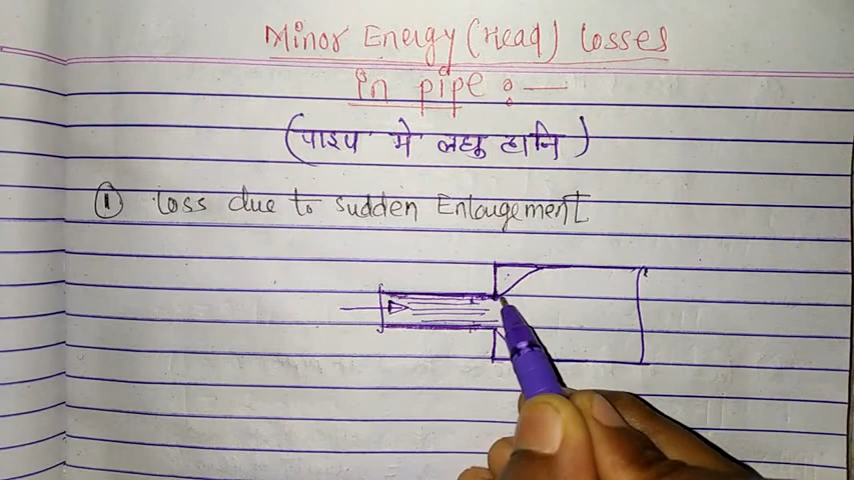 Minor Energy (Head) losses
in pipe :—
(पाइप में लघु हानि)
① Loss due to Sudden Enlargement